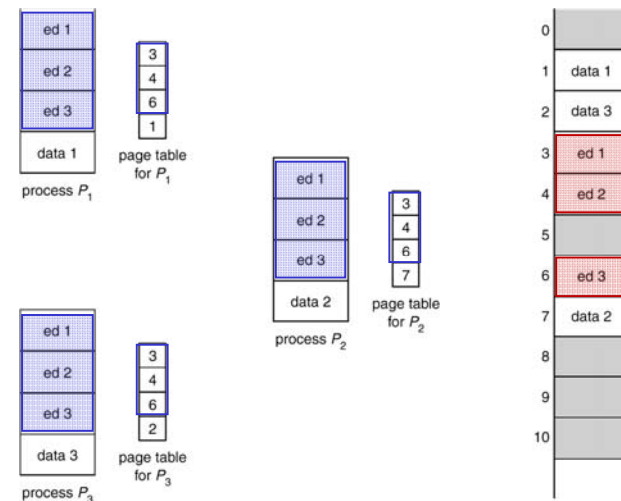 ed 1
ed 2
ed 3
data 1
process P1
3
4
6
1
page table
for P1
ed 1
ed 2
ed 3
data 2
process P2
3
4
6
7
page table
for P2
ed 1
ed 2
ed 3
data 3
process P3
3
4
6
2
page table
for P3
0
1 data 1
2 data 3
3 ed 1
4 ed 2
5
6 ed 3
7 data 2
8
9
10